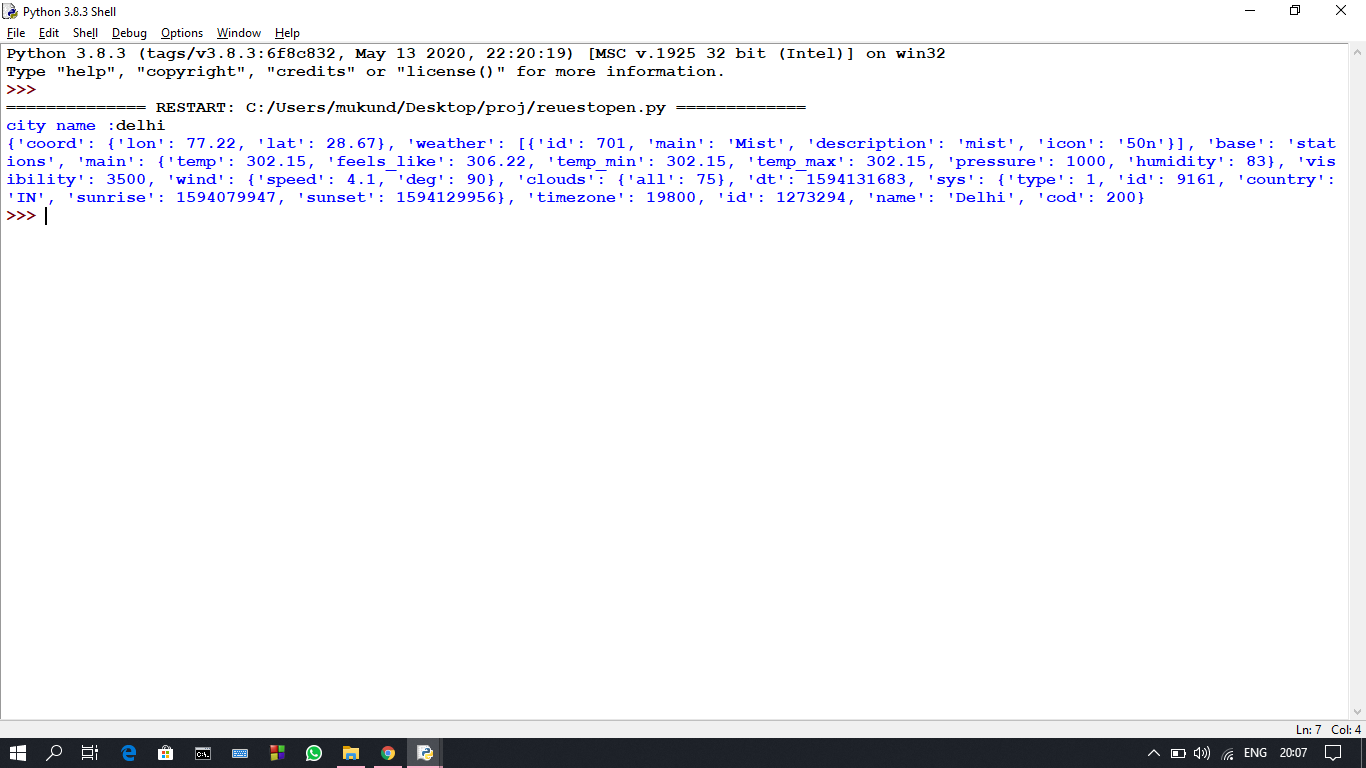 Python 3.8.3 Shell
File Edit Shell Debug Options Window Help
Python 3.8.3 (tags/v3.8.3:6f8c832, May 13 2020, 22:20:19) [MSC v.1925 32 bit (Intel)] on win32
Type "help", "copyright", "credits" or "license()" for more information.
>>>
============== RESTART: C:/Users/mukund/Desktop/proj/reuestopen.py =============
city name :delhi
{'coord': {'lon': 77.22, 'lat': 28.67}, 'weather': [{'id': 701, 'main': 'Mist', 'description': 'mist', 'icon': '50n'}], 'base': 'stat
ions', 'main': {'temp': 302.15, 'feels_like': 306.22, 'temp_min': 302.15, 'temp_max': 302.15, 'pressure': 1000, 'humidity': 83}, 'vis
ibility': 3500, 'wind': {'speed': 4.1, 'deg': 90}, 'clouds': {'all': 75}, 'dt': 1594131683, 'sys': {'type': 1, 'id': 9161, 'country':
'IN', 'sunrise': 1594079947, 'sunset': 1594129956}, 'timezone': 19800, 'id': 1273294, 'name': 'Delhi', 'cod': 200}
>>>
Ln: 7 Col: 4
ENG 20:07